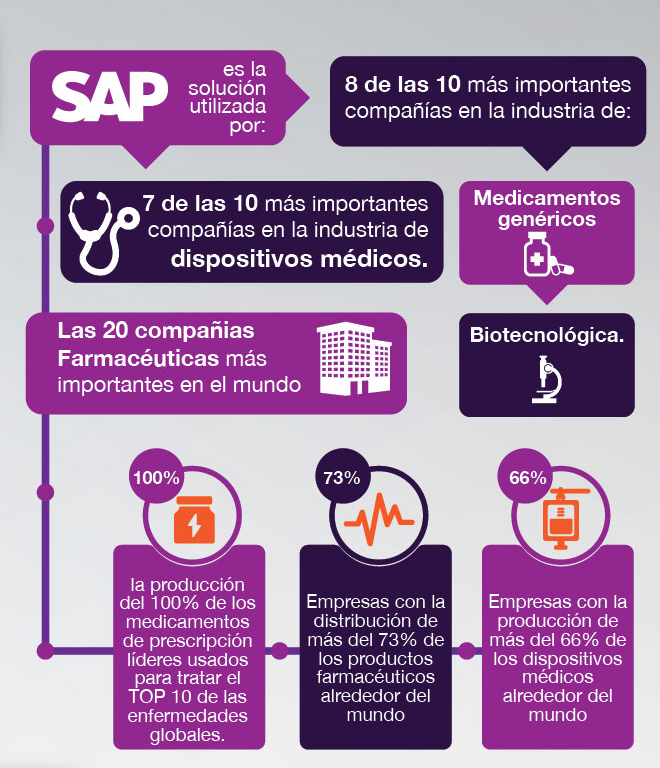 SAP
es la
solución
utilizada
por:
8 de las 10 más importantes
compañías en la industria de:
7 de las 10 más importantes
compañías en la industria de
dispositivos médicos.
Medicamentos
genéricos
Las 20 compañias
Farmacéuticas más
importantes en el mundo
Biotecnológica.
100%
la producción
del 100% de los
medicamentos
de prescripción
líderes usados
para tratar el
TOP 10 de las
enfermedades
globales.
73%
Empresas con la
distribución de
más del 73% de
los productos
farmacéuticos
alrededor del
mundo
66%
Empresas con la
producción de
más del 66% de
los dispositivos
médicos
alrededor del
mundo